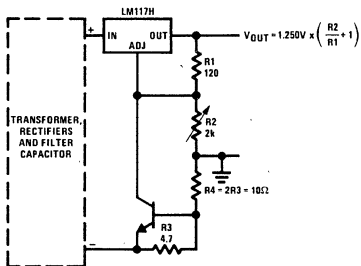 LM117H
+
IN
OUT
ADJ
VOUT = 1.250V x (R2/R1 + 1)
R1
120
R2
2k
TRANSFORMER,
RECTIFIERS
AND FILTER
CAPACITOR
R4 = 2R3 = 10Ω
R3
4.7
−